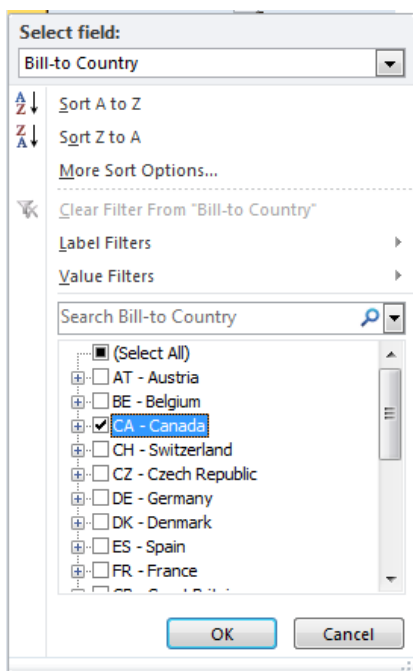 Select field:
Bill-to Country
Sort A to Z
Sort Z to A
More Sort Options...
Clear Filter From "Bill-to Country"
Label Filters
Value Filters
Search Bill-to Country
(Select All)
AT - Austria
BE - Belgium
CA - Canada
CH - Switzerland
CZ - Czech Republic
DE - Germany
DK - Denmark
ES - Spain
FR - France
OK Cancel